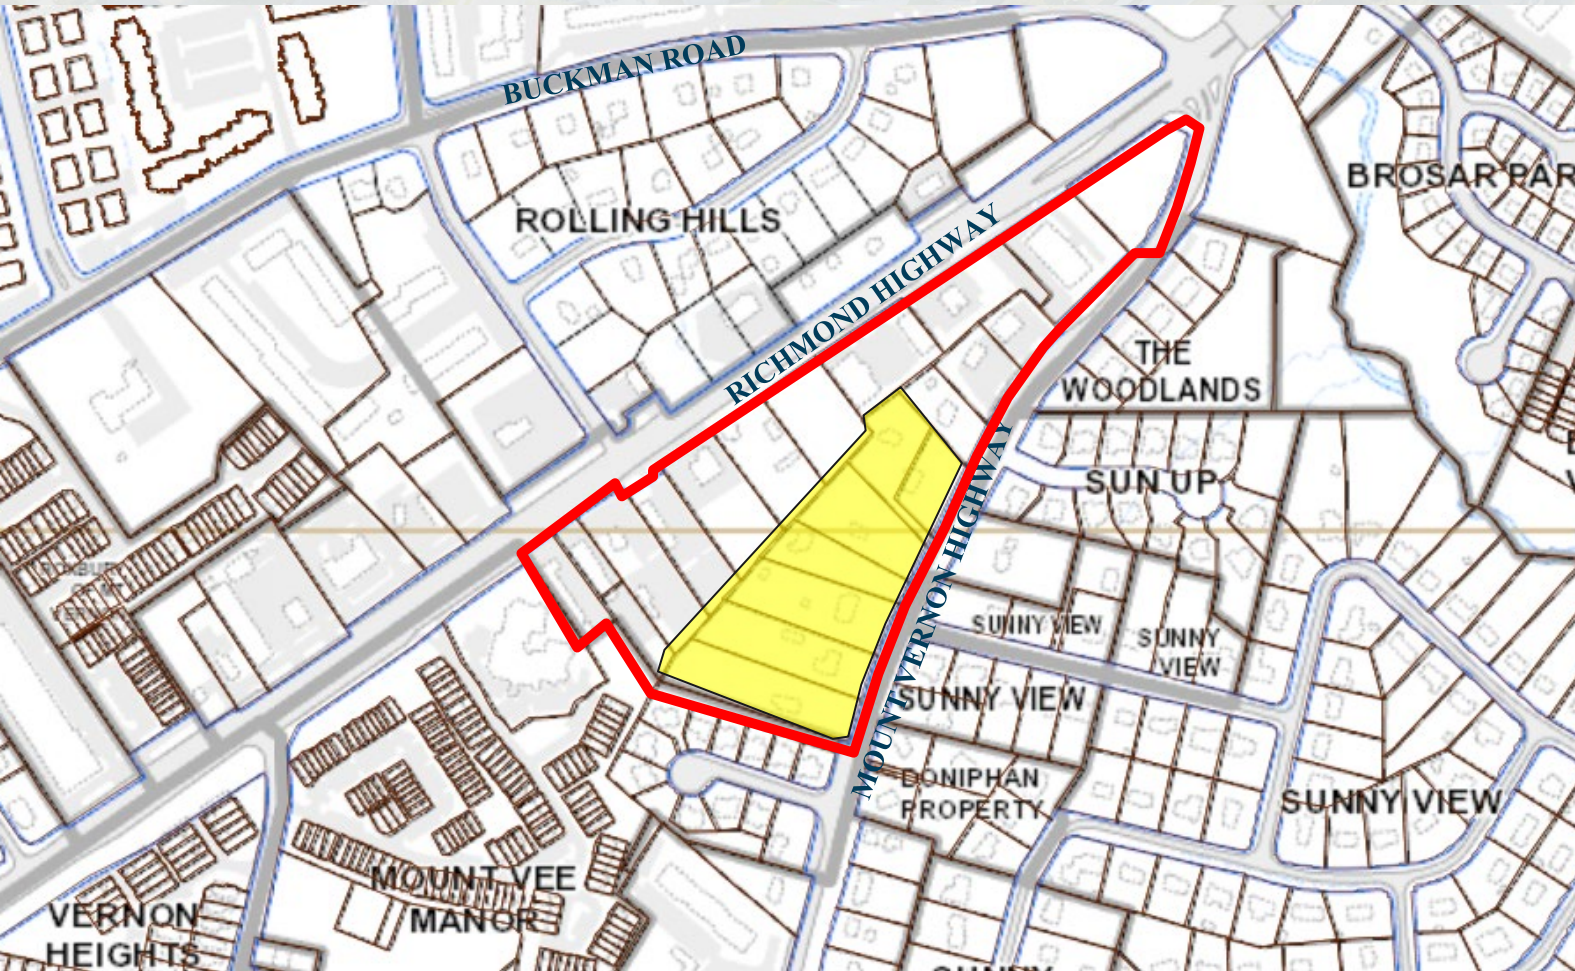 BUCKMAN ROAD
BROSAR PAR
ROLLING HILLS
RICHMOND HIGHWAY
THE
WOODLANDS
SUN UP
MOUNT VERNON HIGHWAY
SUNNY VIEW
SUNNY
VIEW
SUNNY VIEW
DONIPHAN
PROPERTY
SUNNY VIEW
MOUNT VEE
MANOR
VERNON
HEIGHTS
SUNNY